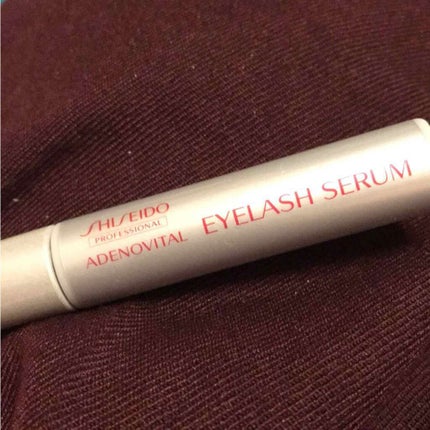 SHISEIDO
PROFESSIONAL
ADENOVITAL EYELASH SERUM